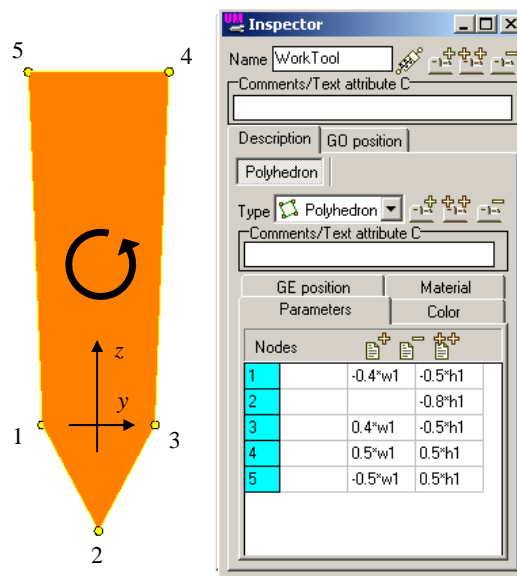 5
4
z
y
1
3
2
UM Inspector
Name WorkTool
Comments/Text attribute C
Description GO position
Polyhedron
Type Polyhedron
Comments/Text attribute C
GE position Material
Parameters Color
Nodes
1 -0.4*w1 -0.5*h1
2 -0.8*h1
3 0.4*w1 -0.5*h1
4 0.5*w1 0.5*h1
5 -0.5*w1 0.5*h1